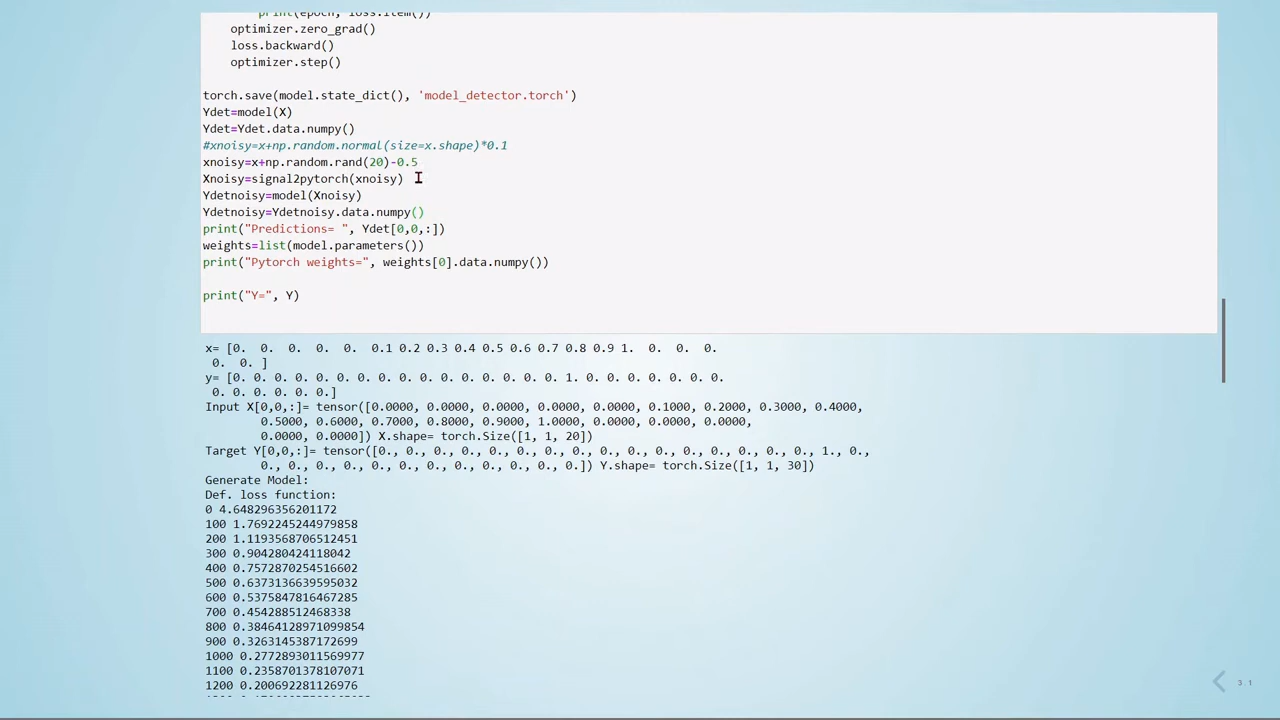 print(epoch, loss.item())
optimizer.zero_grad()
loss.backward()
optimizer.step()
torch.save(model.state_dict(), 'model_detector.torch')
Ydet=model(X)
Ydet=Ydet.data.numpy()
#xnoisy=x+np.random.normal(size=x.shape)*0.1
xnoisy=x+np.random.rand(20)-0.5
Xnoisy=signal2pytorch(xnoisy)
Ydetnoisy=model(Xnoisy)
Ydetnoisy=Ydetnoisy.data.numpy()
print("Predictions= ", Ydet[0,0,:])
weights=list(model.parameters())
print("Pytorch weights=", weights[0].data.numpy())
print("Y=", Y)
x= [0. 0. 0. 0. 0. 0.1 0.2 0.3 0.4 0.5 0.6 0.7 0.8 0.9 1. 0. 0. 0.
0. 0. ]
y= [0. 0. 0. 0. 0. 0. 0. 0. 0. 0. 0. 0. 0. 0. 0. 0. 1. 0. 0. 0. 0. 0. 0. 0.
0. 0. 0. 0. 0. 0.]
Input X[0,0,:]= tensor([0.0000, 0.0000, 0.0000, 0.0000, 0.0000, 0.1000, 0.2000, 0.3000, 0.4000,
0.5000, 0.6000, 0.7000, 0.8000, 0.9000, 1.0000, 0.0000, 0.0000, 0.0000,
0.0000, 0.0000]) X.shape= torch.Size([1, 1, 20])
Target Y[0,0,:]= tensor([0., 0., 0., 0., 0., 0., 0., 0., 0., 0., 0., 0., 0., 0., 0., 0., 1., 0.,
0., 0., 0., 0., 0., 0., 0., 0., 0., 0., 0., 0.]) Y.shape= torch.Size([1, 1, 30])
Generate Model:
Def. loss function:
0 4.648296356201172
100 1.7692245244979858
200 1.1193568706512451
300 0.904280424118042
400 0.7572870254516602
500 0.6373136639595032
600 0.5375847816467285
700 0.454288512468338
800 0.38464128971099854
900 0.3263145387172699
1000 0.2772893011569977
1100 0.2358701378107071
1200 0.200692281126976
3.1